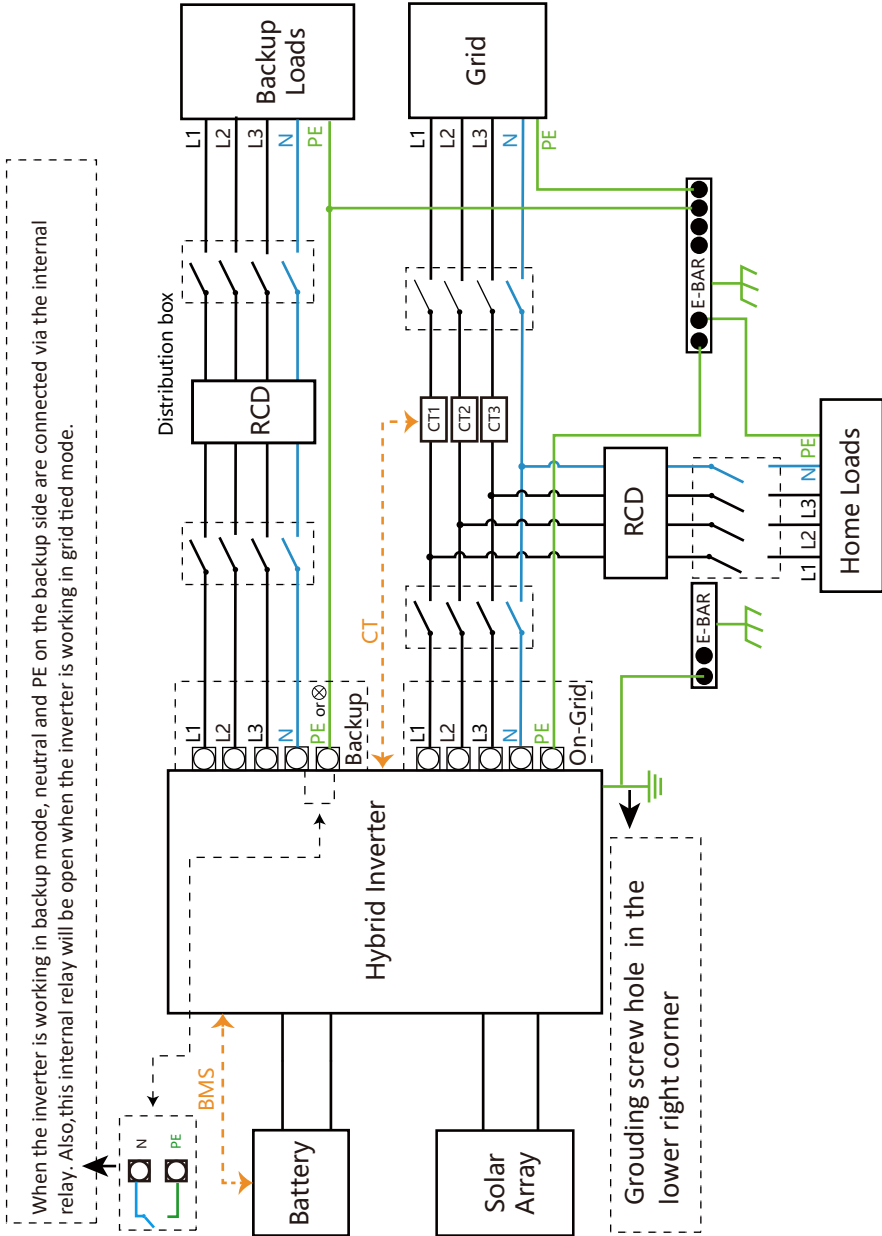 When the inverter is working in backup mode, neutral and PE on the backup side are connected via the internal
relay. Also,this internal relay will be open when the inverter is working in grid tied mode.
N
PE
BMS
Battery
Solar
Array
Hybrid Inverter
Grouding screw hole in the
lower right corner
L1
L2
L3
N
PE or
Backup
L1
L2
L3
N
PE
On-Grid
CT
E-BAR
Distribution box
RCD
CT1
CT2
CT3
RCD
L1
L2
L3
N
PE
Home Loads
E-BAR
L1
L2
L3
N
PE
Backup
Loads
L1
L2
L3
N
PE
Grid